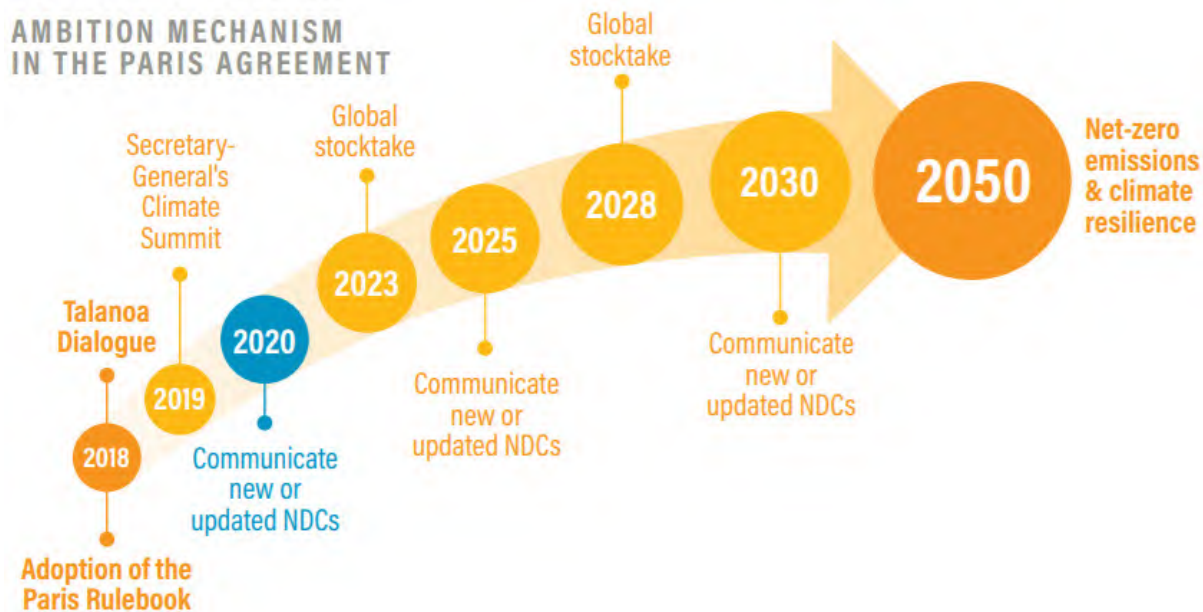 AMBITION MECHANISM
IN THE PARIS AGREEMENT
Talanoa
Dialogue
2018
Adoption of the
Paris Rulebook
Secretary-
General's
Climate
Summit
2019
2020
Communicate
new or
updated NDCs
Global
stocktake
2023
2025
Communicate
new or
updated NDCs
Global
stocktake
2028
2030
Communicate
new or
updated NDCs
2050
Net-zero
emissions
& climate
resilience